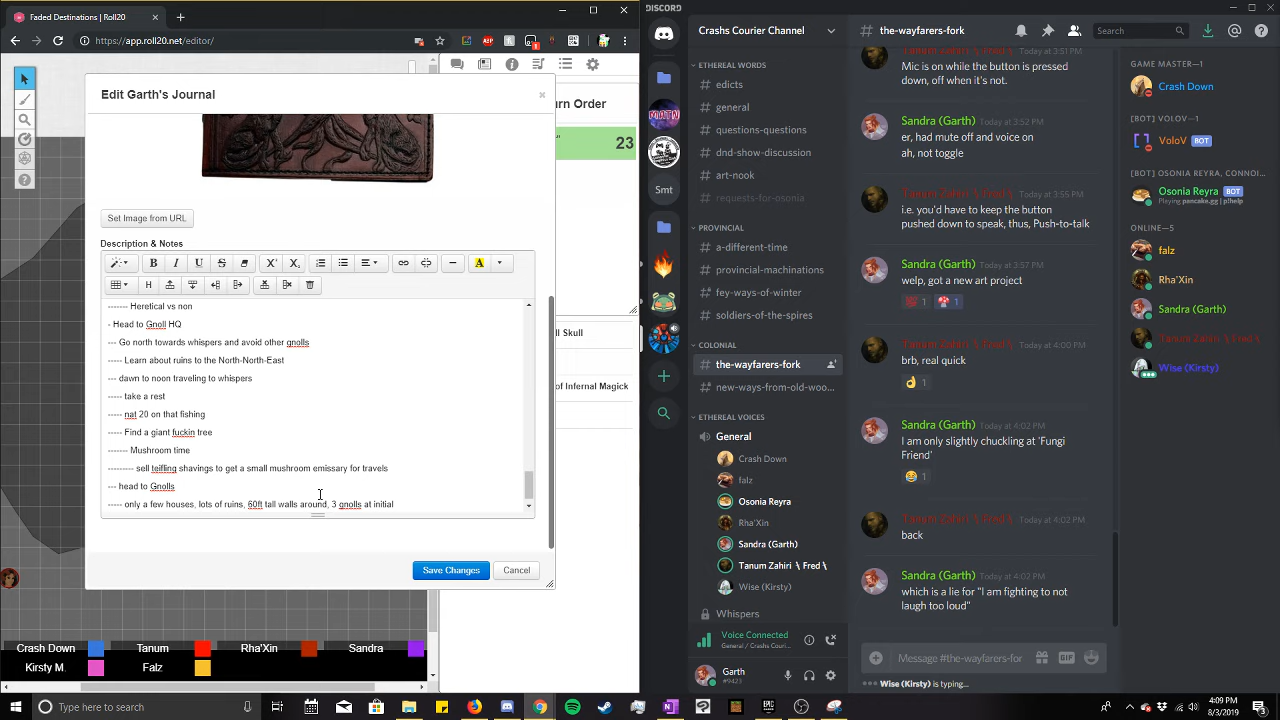 Faded Destinations | Roll20
https://app.roll20.net/editor/
Edit Garth's Journal
Turn Order
23
Set Image from URL
Description & Notes
------- Heretical vs non
- Head to Gnoll HQ
--- Go north towards whispers and avoid other gnolls
----- Learn about ruins to the North-North-East
--- dawn to noon traveling to whispers
----- take a rest
----- nat 20 on that fishing
----- Find a giant fuckin tree
------- Mushroom time
--------- sell teifling shavings to get a small mushroom emissary for travels
--- head to Gnolls
----- only a few houses, lots of ruins, 60ft tall walls around, 3 gnolls at initial
ll Skull
of Infernal Magick
Save Changes
Cancel
Crash Down
Tanum
Rha'Xin
Sandra
Kirsty M.
Falz
Type here to search
DISCORD
Crashs Courier Channel
ETHEREAL WORDS
# edicts
# general
# questions-questions
# dnd-show-discussion
# art-nook
# requests-for-osonia
PROVINCIAL
# a-different-time
# provincial-machinations
# fey-ways-of-winter
# soldiers-of-the-spires
COLONIAL
# the-wayfarers-fork
# new-ways-from-old-woo...
ETHEREAL VOICES
General
Crash Down
falz
Osonia Reyra
Rha'Xin
Sandra (Garth)
Tanum Zahiri \ Fred \
Wise (Kirsty)
Whispers
Voice Connected
General / Crashs Couri...
Garth
#9423
Smt
# the-wayfarers-fork
Search
Tanum Zahiri \ Fred \ Today at 3:51 PM
Mic is on while the button is pressed
down, off when it's not.
Sandra (Garth) Today at 3:52 PM
er, had mute off and voice on
ah, not toggle
Tanum Zahiri \ Fred \ Today at 3:55 PM
i.e. you'd have to keep the button
pushed down to speak, thus, Push-to-talk
Sandra (Garth) Today at 3:57 PM
welp, got a new art project
1
1
Tanum Zahiri \ Fred \ Today at 4:00 PM
brb, real quick
1
Sandra (Garth) Today at 4:02 PM
I am only slightly chuckling at 'Fungi
Friend'
1
Tanum Zahiri \ Fred \ Today at 4:02 PM
back
Sandra (Garth) Today at 4:02 PM
which is a lie for "I am fighting to not
laugh too loud"
Message #the-wayfarers-for
GIF
Wise (Kirsty) is typing...
GAME MASTER—1
Crash Down
[BOT] VOLOV—1
VoloV BOT
[BOT] OSONIA REYRA, CONNOI...
Osonia Reyra BOT
Playing pancake.gg | p!help
ONLINE—5
falz
Rha'Xin
Sandra (Garth)
Tanum Zahiri \ Fred \
Wise (Kirsty)
4:09 PM
8/3/2019